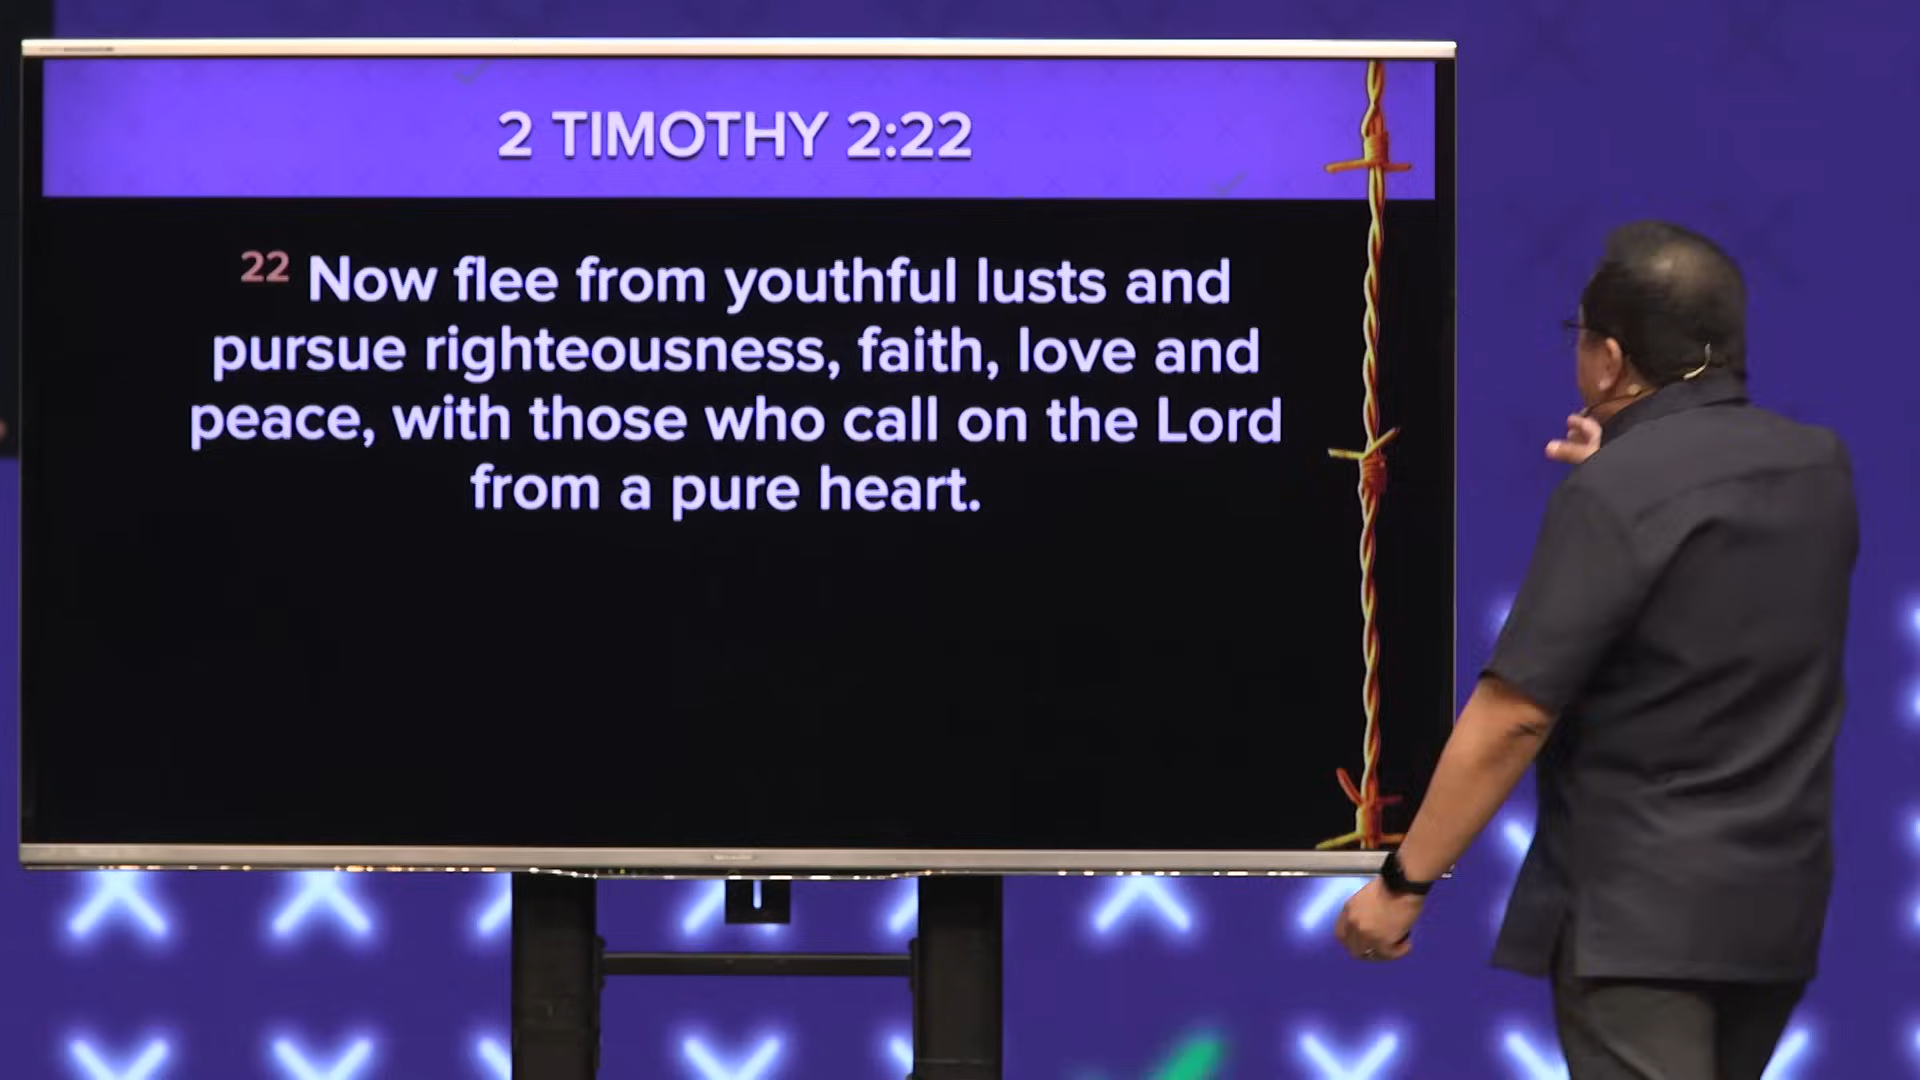 2 TIMOTHY 2:22
22 Now flee from youthful lusts and
pursue righteousness, faith, love and
peace, with those who call on the Lord
from a pure heart.